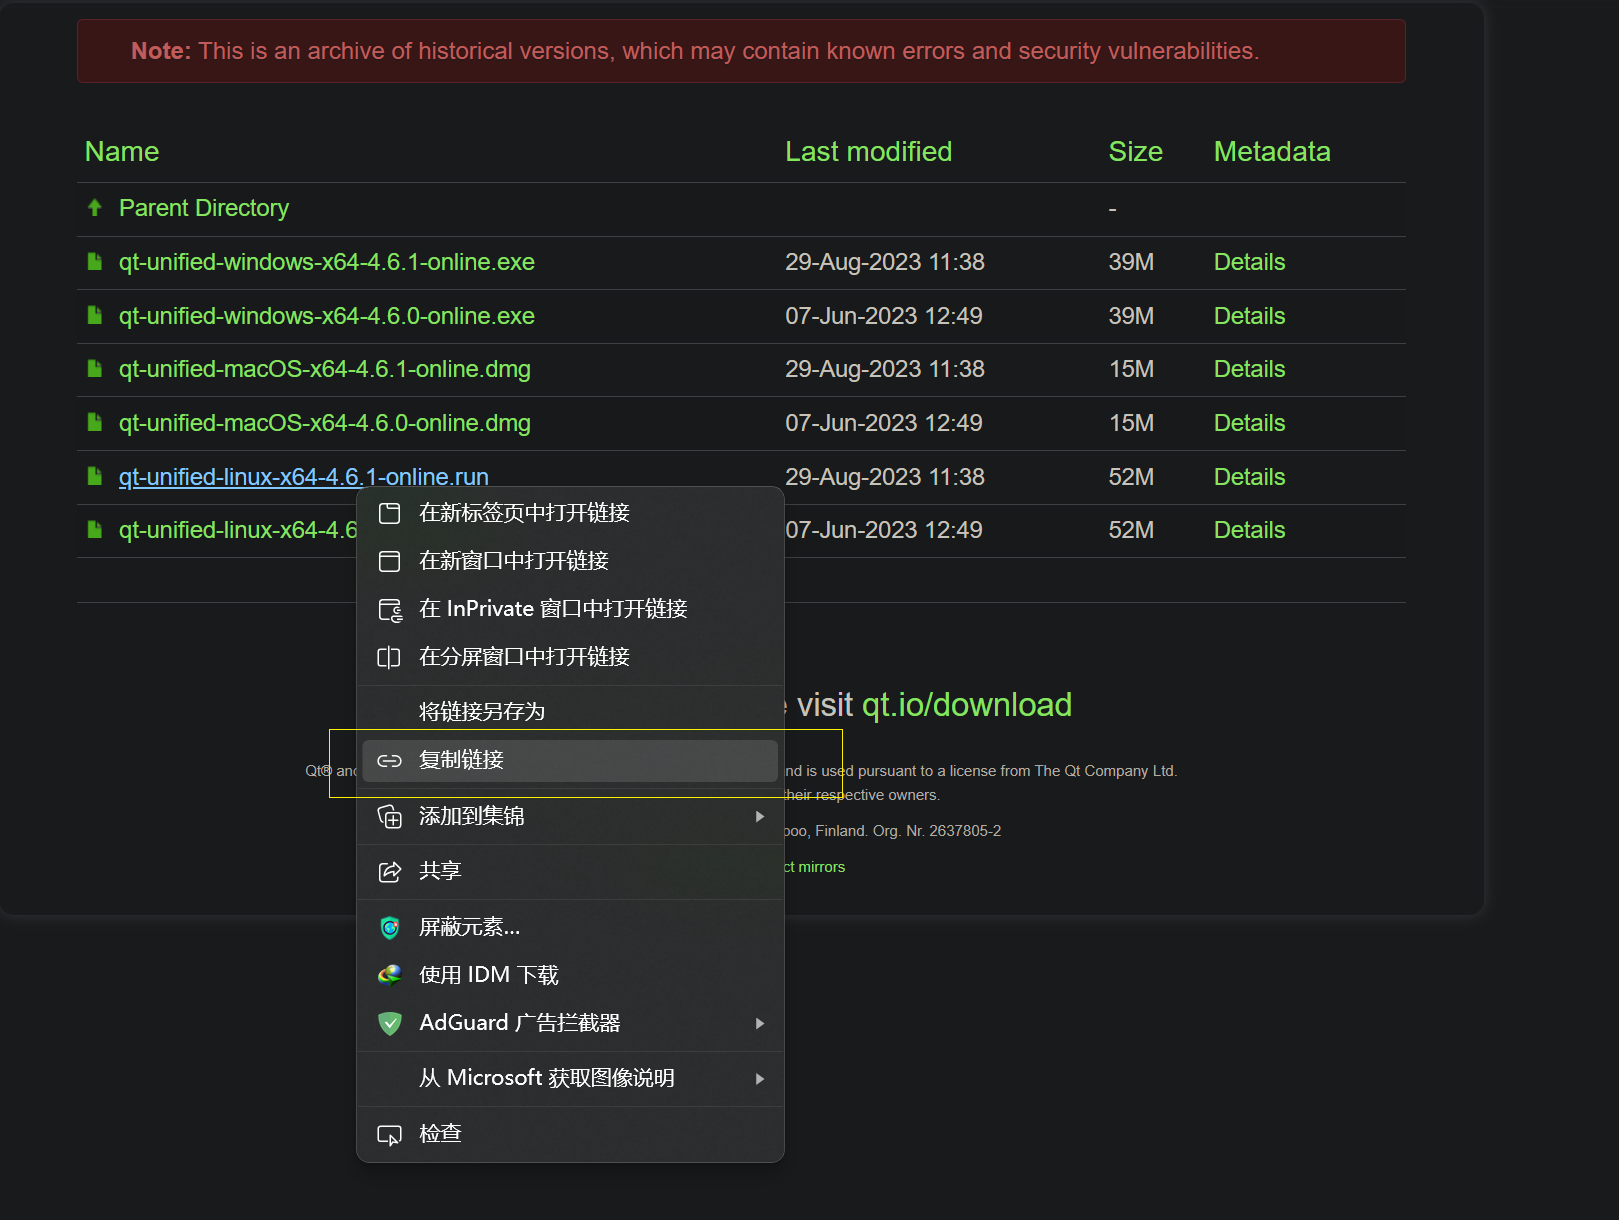 Note: This is an archive of historical versions, which may contain known errors and security vulnerabilities.
Name Last modified Size Metadata
Parent Directory -
qt-unified-windows-x64-4.6.1-online.exe 29-Aug-2023 11:38 39M Details
qt-unified-windows-x64-4.6.0-online.exe 07-Jun-2023 12:49 39M Details
qt-unified-macOS-x64-4.6.1-online.dmg 29-Aug-2023 11:38 15M Details
qt-unified-macOS-x64-4.6.0-online.dmg 07-Jun-2023 12:49 15M Details
qt-unified-linux-x64-4.6.1-online.run 29-Aug-2023 11:38 52M Details
qt-unified-linux-x64-4.6 07-Jun-2023 12:49 52M Details
在新标签页中打开链接
在新窗口中打开链接
在 InPrivate 窗口中打开链接
在分屏窗口中打开链接
将链接另存为
复制链接
添加到集锦
共享
屏蔽元素...
使用 IDM 下载
AdGuard 广告拦截器
从 Microsoft 获取图像说明
检查
visit qt.io/download
Qt® and is used pursuant to a license from The Qt Company Ltd.
their respective owners.
Finland. Org. Nr. 2637805-2
mirrors